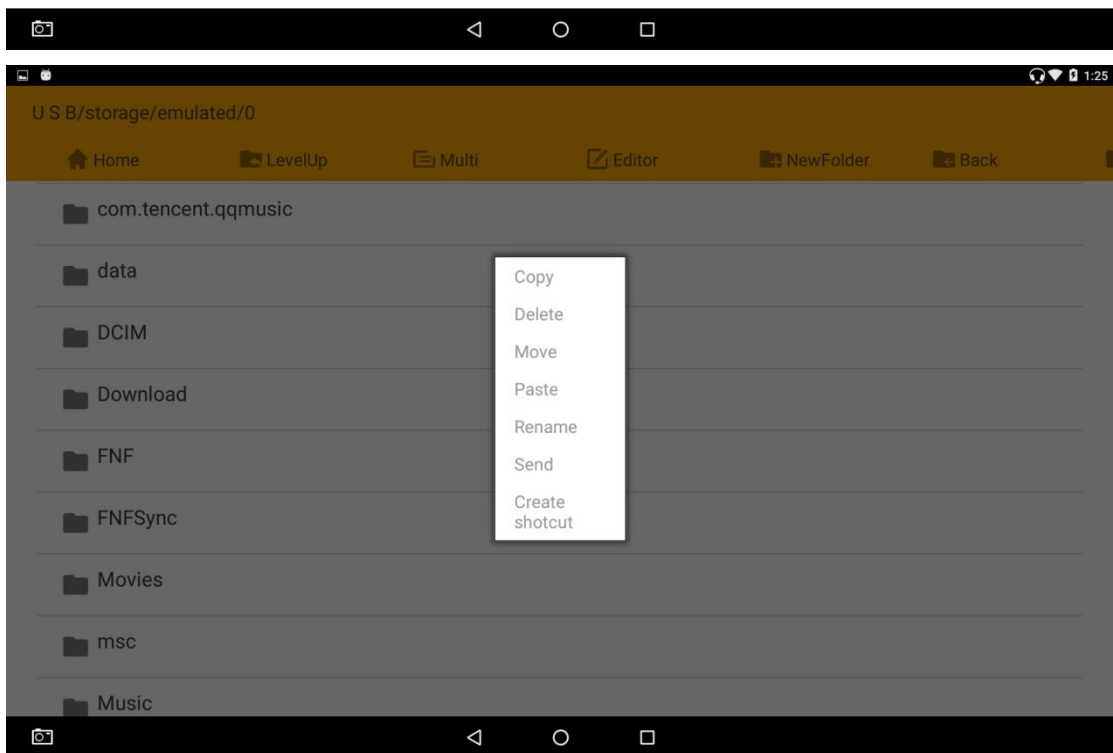 1:25
U S B/storage/emulated/0
Home LevelUp Multi Editor NewFolder Back
com.tencent.qqmusic
data
DCIM
Download
FNF
FNFSync
Movies
msc
Music
Copy
Delete
Move
Paste
Rename
Send
Create
shotcut